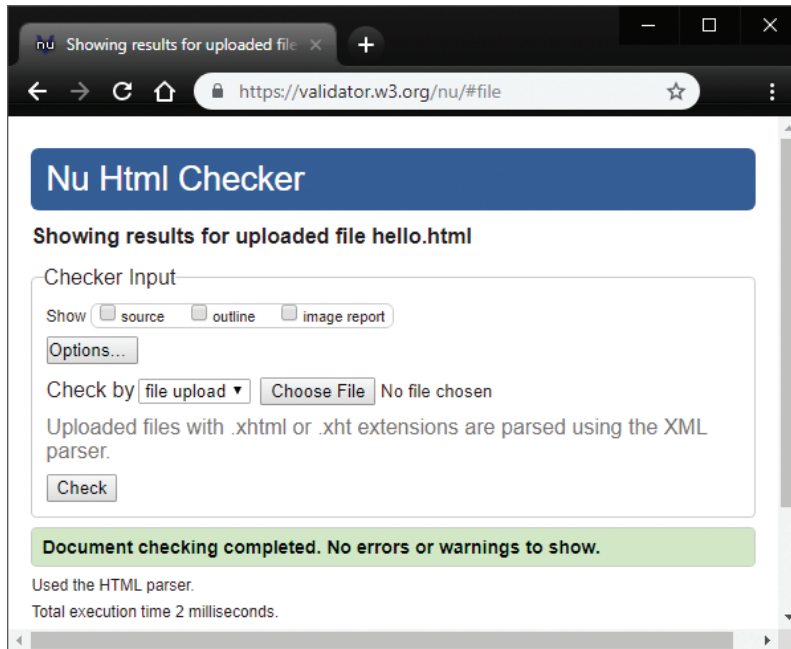 nu Showing results for uploaded file
https://validator.w3.org/nu/#file
Nu Html Checker
Showing results for uploaded file hello.html
Checker Input
Show source outline image report
Options...
Check by file upload Choose File No file chosen
Uploaded files with .xhtml or .xht extensions are parsed using the XML
parser.
Check
Document checking completed. No errors or warnings to show.
Used the HTML parser.
Total execution time 2 milliseconds.